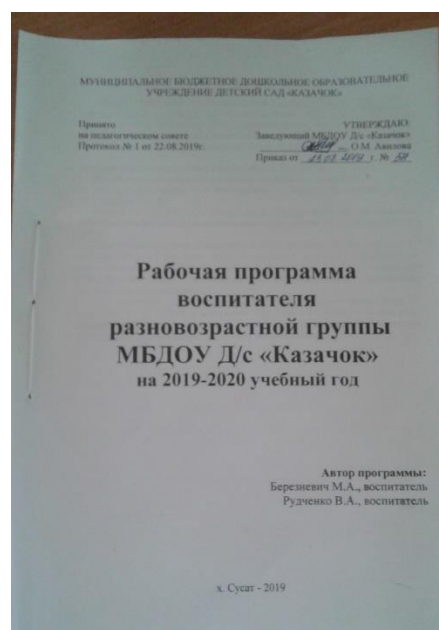 МУНИЦИПАЛЬНОЕ БЮДЖЕТНОЕ ДОШКОЛЬНОЕ ОБРАЗОВАТЕЛЬНОЕ
УЧРЕЖДЕНИЕ ДЕТСКИЙ САД «КАЗАЧОК»
Принято
на педагогическом совете
Протокол № 1 от 22.08.2019г.
УТВЕРЖДАЮ:
Заведующий МБДОУ Д/с «Казачок»
О.М. Авилова
Приказ от г. №
Рабочая программа
воспитателя
разновозрастной группы
МБДОУ Д/с «Казачок»
на 2019-2020 учебный год
Автор программы:
Березневич М.А., воспитатель
Рудченко В.А., воспитатель
х. Сусат - 2019